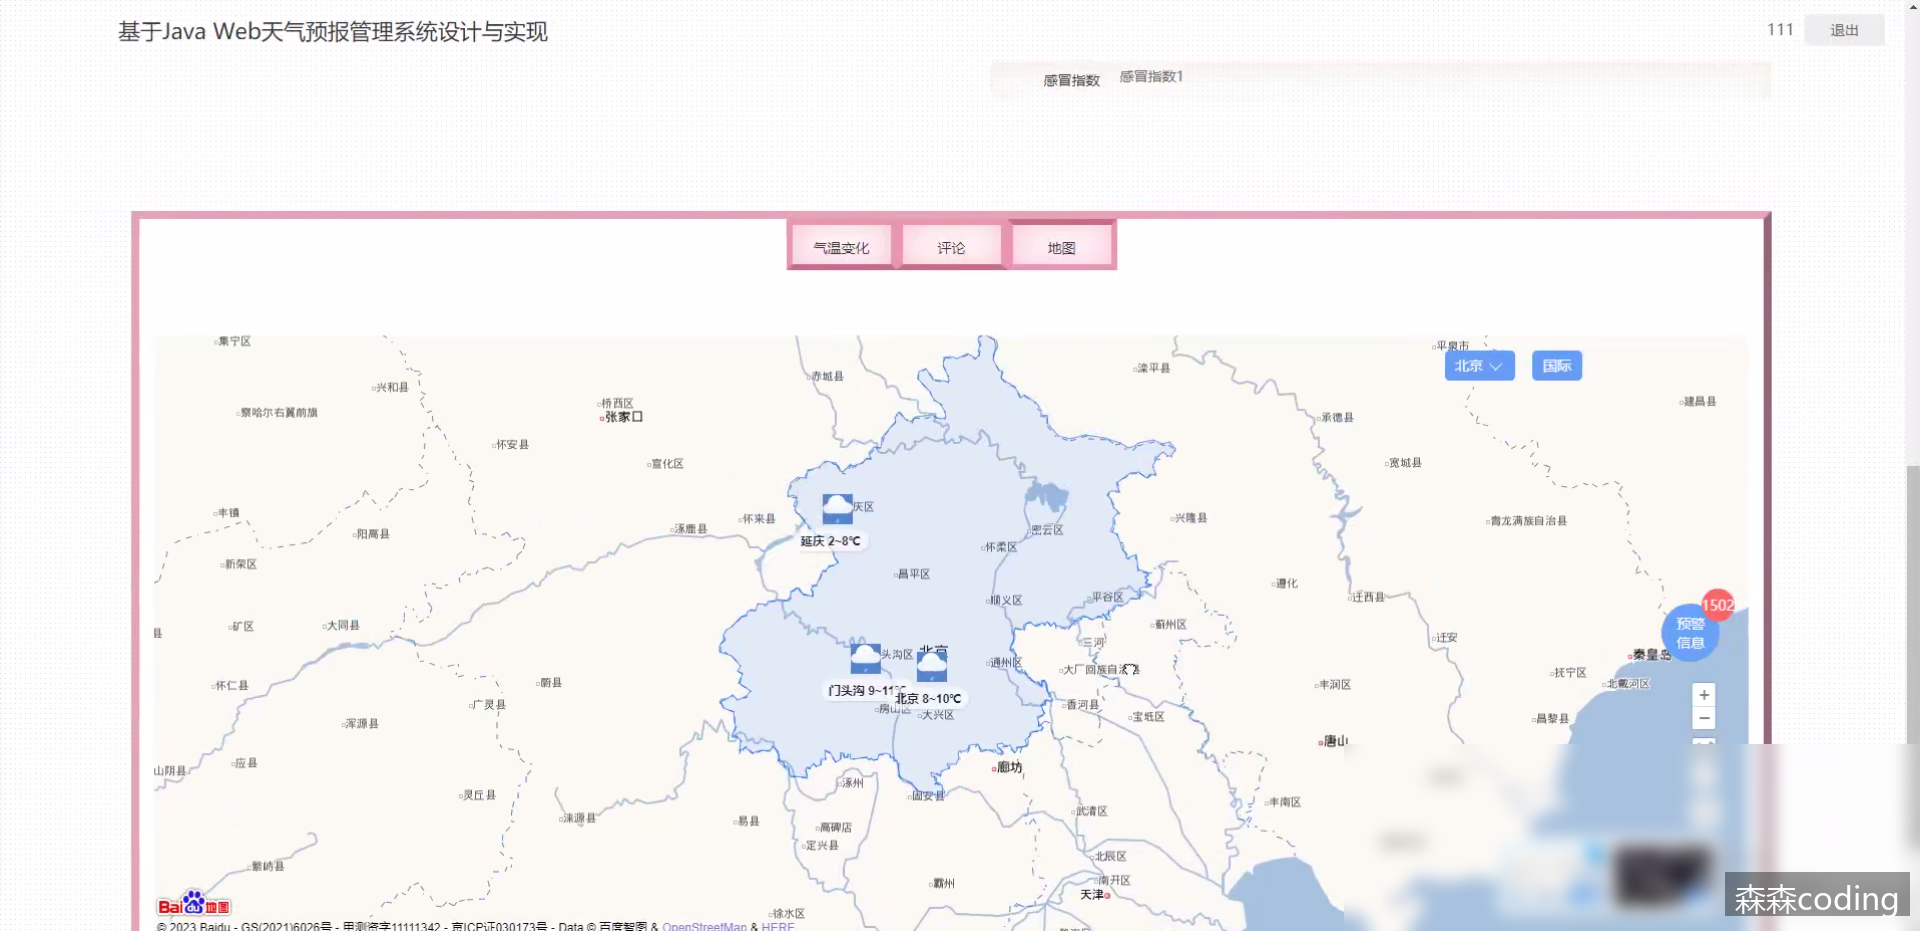 基于Java Web天气预报管理系统设计与实现
111
退出
感冒指数
感冒指数1
气温变化
评论
地图
集宁区
平泉市
北京
国际
赤城县
滦平县
兴和县
桥西区
张家口
察哈尔右翼前旗
建昌县
承德县
怀安县
宣化区
宽城县
庆区
丰镇
怀来县
涿鹿县
阳高县
密云区
兴隆县
青龙满族自治县
延庆 2~8℃
怀柔区
新荣区
昌平区
遵化
顺义区
平谷区
迁西县
1502
预警
信息
矿区
大同县
蓟州区
三河
迁安
头沟区
北京
通州区
大厂回族自治县
秦皇岛
抚宁区
北戴河区
怀仁县
蔚县
门头沟 9~11℃
北京 8~10℃
丰润区
广灵县
房山区
大兴区
香河县
宝坻区
昌黎县
+
−
浑源县
唐山
应县
山阴县
廊坊
涿州
固安县
灵丘县
丰南区
涞源县
易县
高碑店
武清区
定兴县
北辰区
繁峙县
霸州
南开区
天津
徐水区
Bai du 地图
© 2023 Baidu - GS(2021)6026号 - 甲测资字11111342 - 京ICP证030173号 - Data © 百度智图 & OpenStreetMap & HERE
森森coding